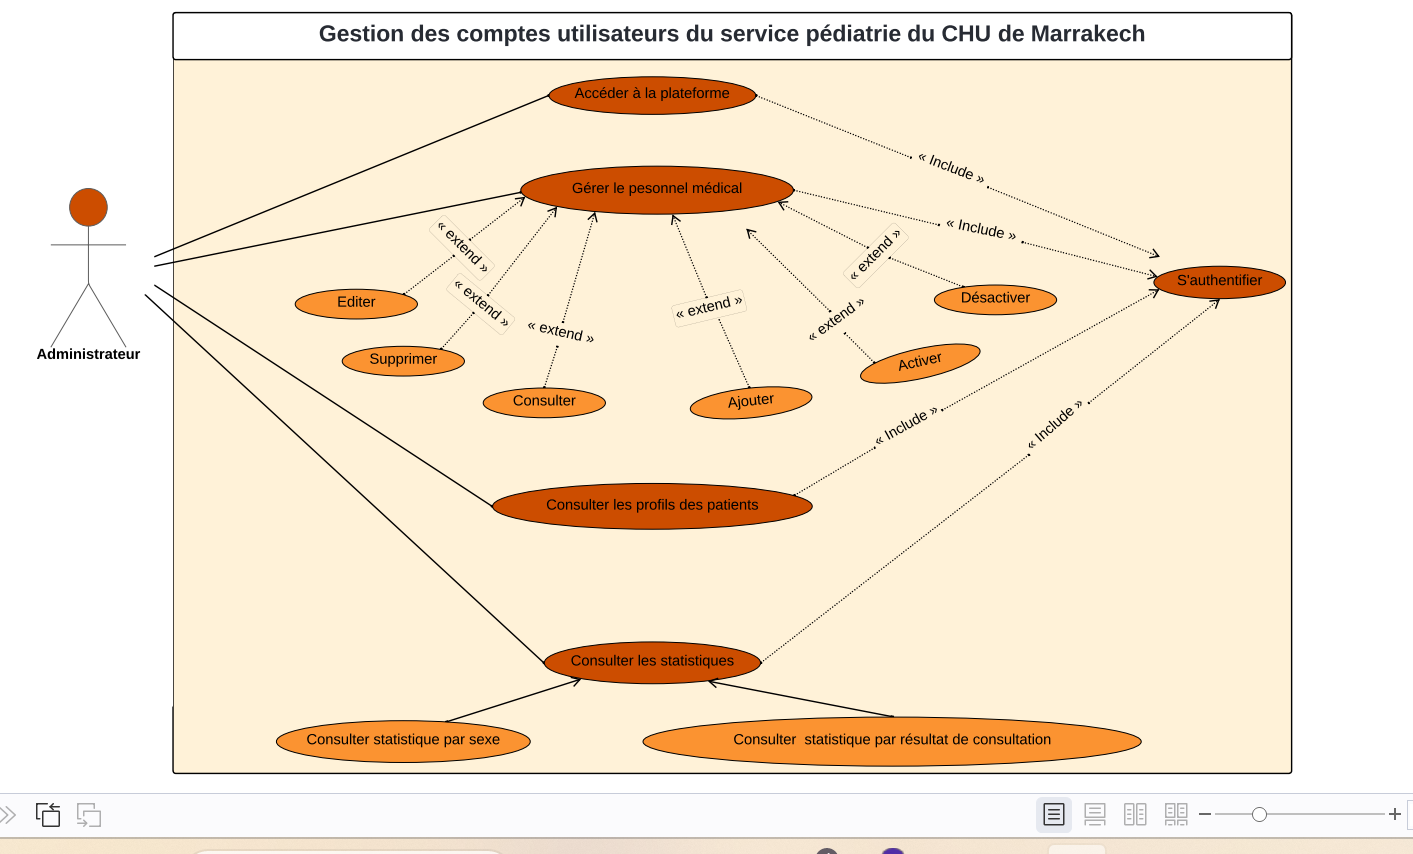 Gestion des comptes utilisateurs du service pédiatrie du CHU de Marrakech
Accéder à la plateforme
« Include »
Gérer le pesonnel médical
« Include »
« extend »
« extend »
S'authentifier
« extend »
Editer
Désactiver
« extend »
« extend »
« extend »
Administrateur
Supprimer
Activer
Consulter
Ajouter
« Include »
« Include »
Consulter les profils des patients
Consulter les statistiques
Consulter statistique par sexe
Consulter  statistique par résultat de consultation